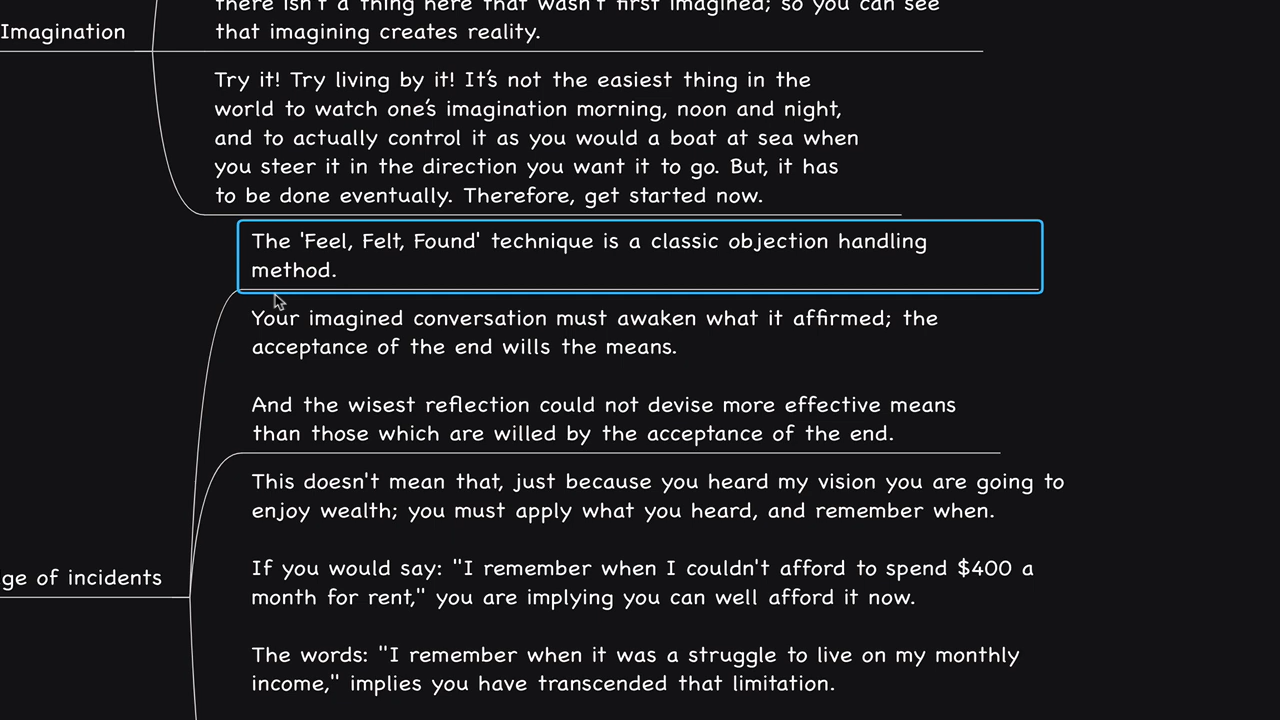 there isn't a thing here that wasn't first imagined; so you can see
Imagination
that imagining creates reality.
Try it! Try living by it! It's not the easiest thing in the
world to watch one's imagination morning, noon and night,
and to actually control it as you would a boat at sea when
you steer it in the direction you want it to go. But, it has
to be done eventually. Therefore, get started now.
The 'Feel, Felt, Found' technique is a classic objection handling
method.
Your imagined conversation must awaken what it affirmed; the
acceptance of the end wills the means.
And the wisest reflection could not devise more effective means
than those which are willed by the acceptance of the end.
This doesn't mean that, just because you heard my vision you are going to
enjoy wealth; you must apply what you heard, and remember when.
ge of incidents
If you would say: "I remember when I couldn't afford to spend $400 a
month for rent," you are implying you can well afford it now.
The words: "I remember when it was a struggle to live on my monthly
income," implies you have transcended that limitation.